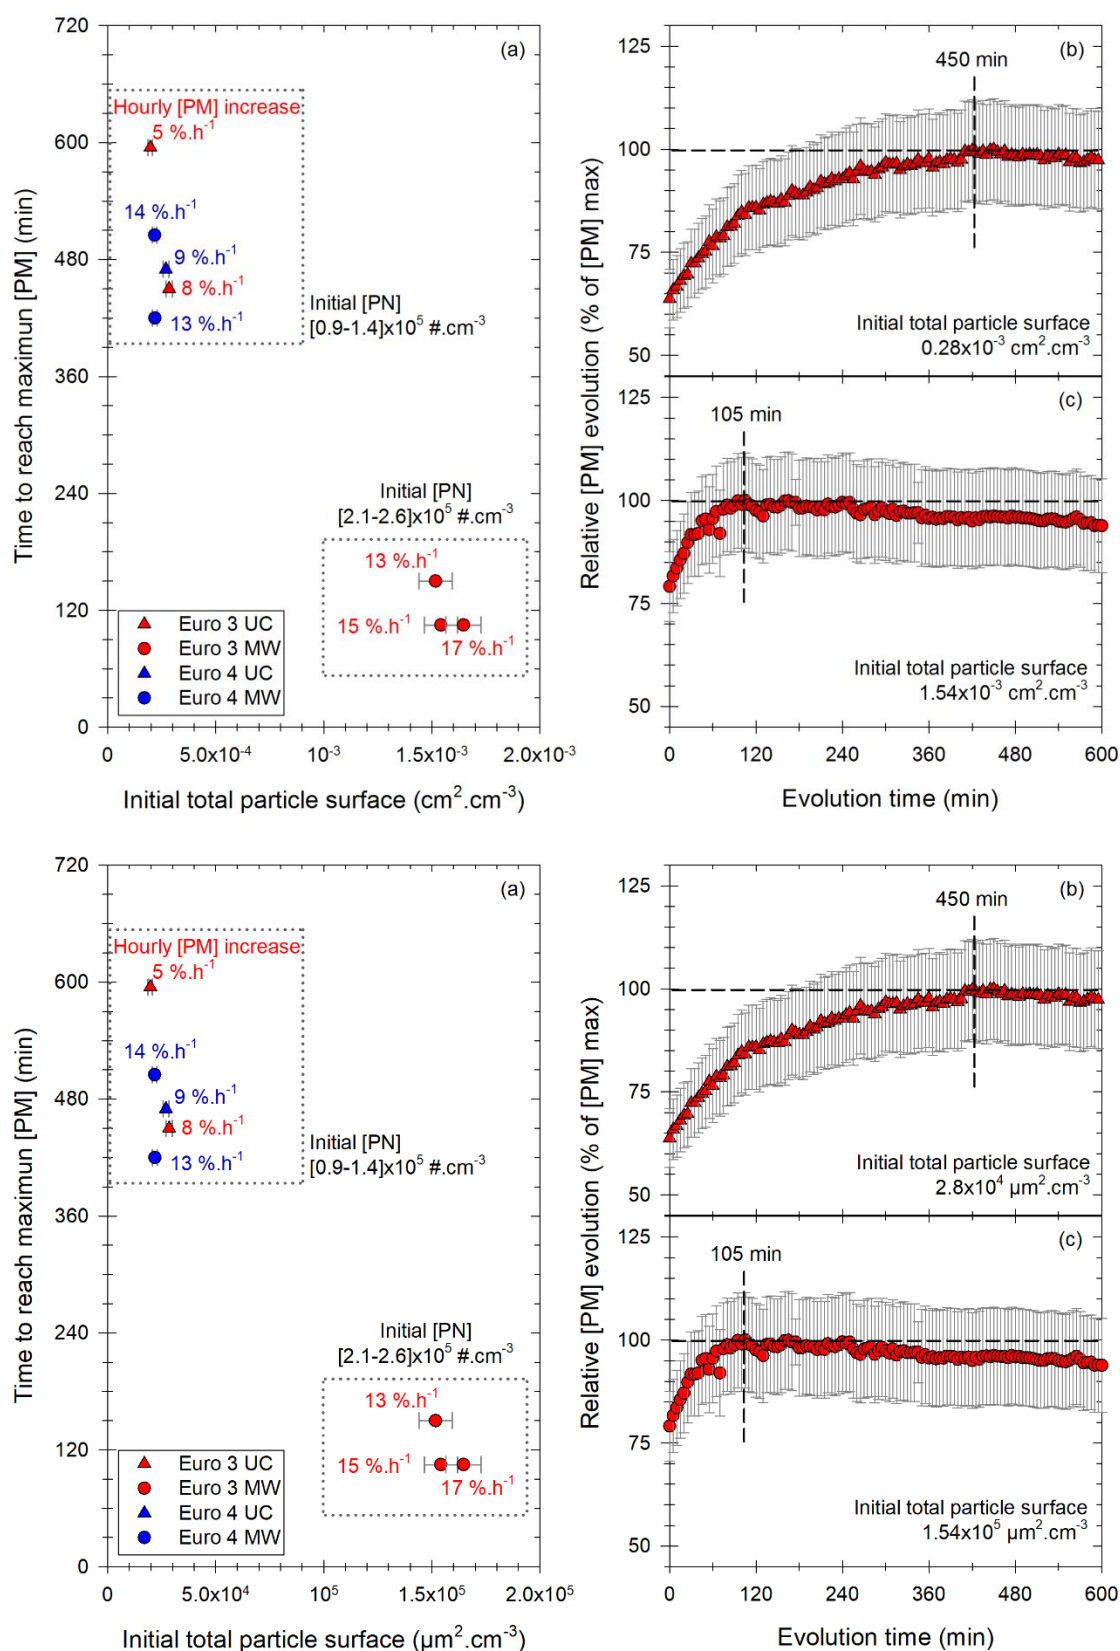 720
600
480
360
240
120
0
Time to reach maximun [PM] (min)
(a)
Hourly [PM] increase
5 %.h⁻¹
14 %.h⁻¹
9 %.h⁻¹
8 %.h⁻¹
13 %.h⁻¹
Initial [PN]
[0.9-1.4]x10⁵ #.cm⁻³
Initial [PN]
[2.1-2.6]x10⁵ #.cm⁻³
13 %.h⁻¹
15 %.h⁻¹
17 %.h⁻¹
Euro 3 UC
Euro 3 MW
Euro 4 UC
Euro 4 MW
0 5.0x10⁻⁴ 10⁻³ 1.5x10⁻³ 2.0x10⁻³
Initial total particle surface (cm².cm⁻³)
Relative [PM] evolution (% of [PM] max)
125
100
75
50
(b)
450 min
Initial total particle surface
0.28x10⁻³ cm².cm⁻³
125
100
75
50
(c)
105 min
Initial total particle surface
1.54x10⁻³ cm².cm⁻³
0 120 240 360 480 600
Evolution time (min)
720
600
480
360
240
120
0
Time to reach maximun [PM] (min)
(a)
Hourly [PM] increase
5 %.h⁻¹
14 %.h⁻¹
9 %.h⁻¹
8 %.h⁻¹
13 %.h⁻¹
Initial [PN]
[0.9-1.4]x10⁵ #.cm⁻³
Initial [PN]
[2.1-2.6]x10⁵ #.cm⁻³
13 %.h⁻¹
15 %.h⁻¹
17 %.h⁻¹
Euro 3 UC
Euro 3 MW
Euro 4 UC
Euro 4 MW
0 5.0x10⁴ 10⁵ 1.5x10⁵ 2.0x10⁵
Initial total particle surface (µm².cm⁻³)
Relative [PM] evolution (% of [PM] max)
125
100
75
50
(b)
450 min
Initial total particle surface
2.8x10⁴ µm².cm⁻³
125
100
75
50
(c)
105 min
Initial total particle surface
1.54x10⁵ µm².cm⁻³
0 120 240 360 480 600
Evolution time (min)